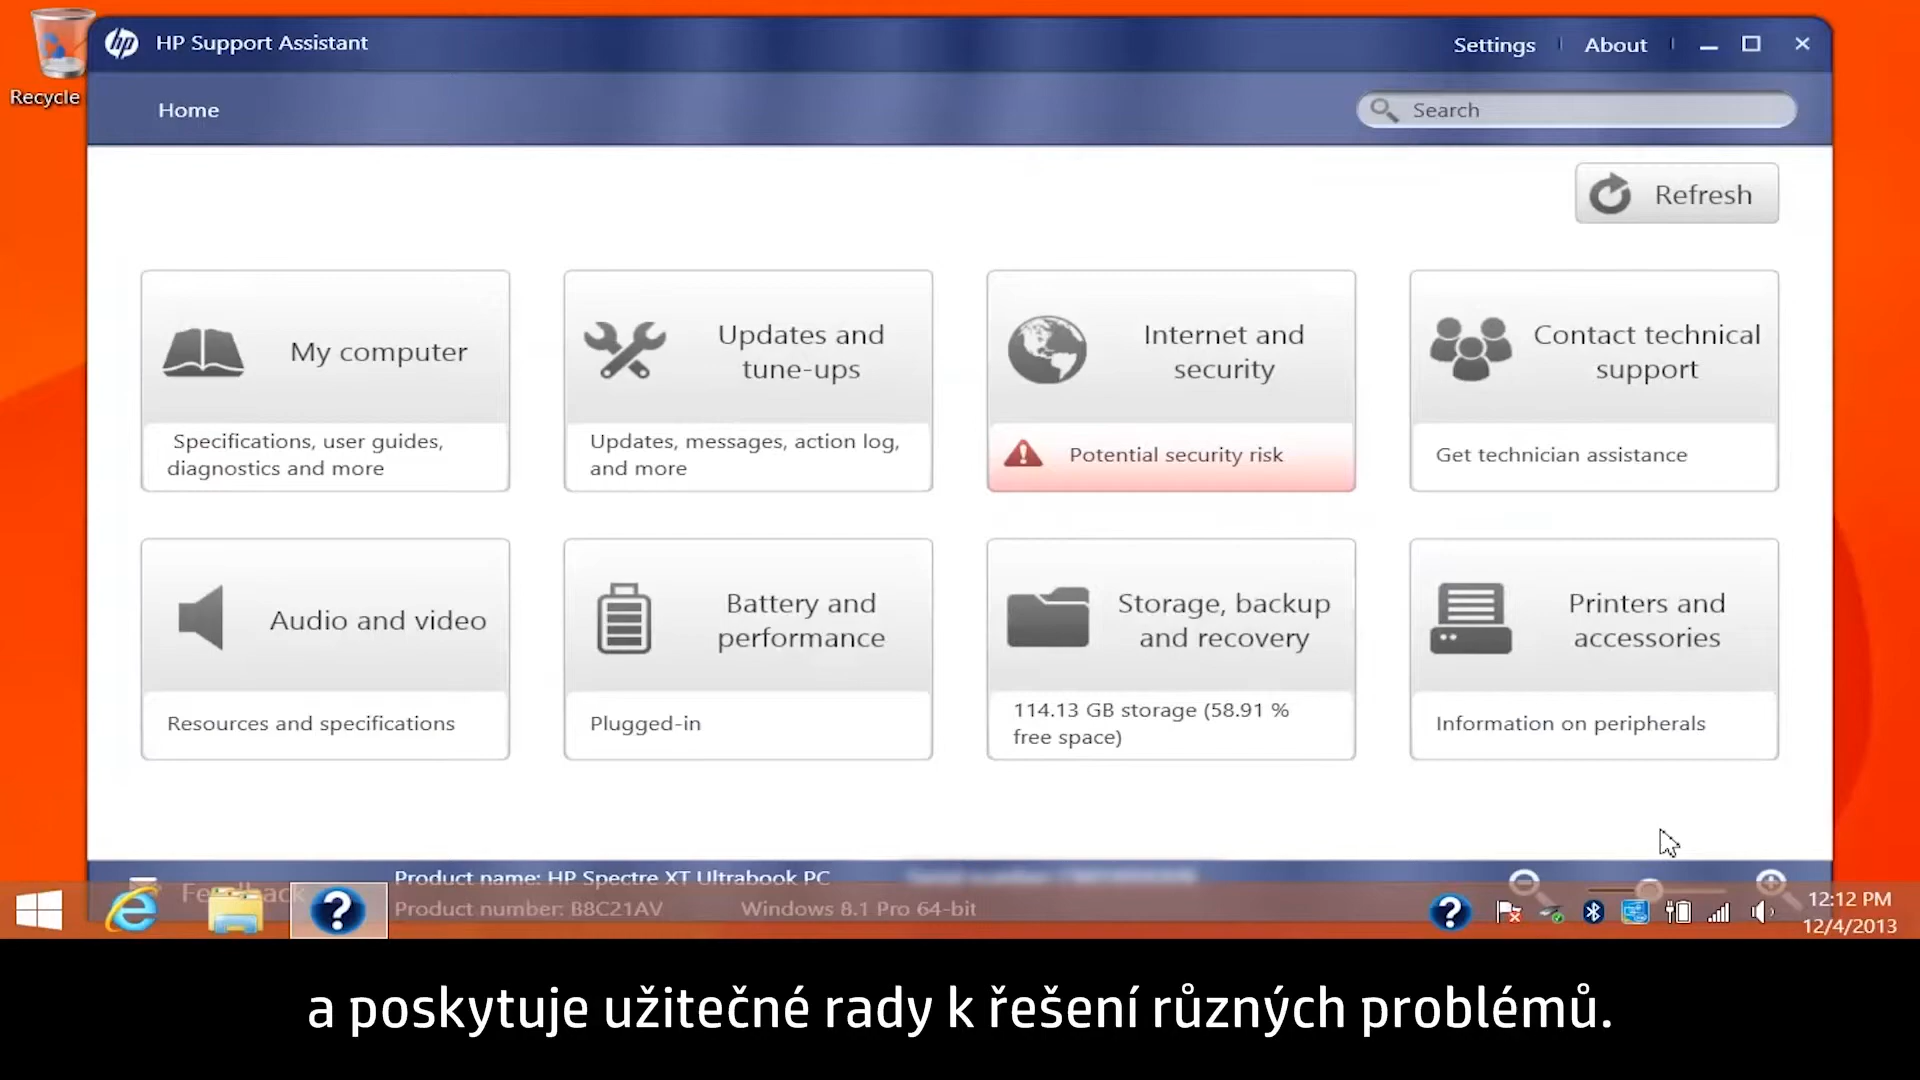 Recycle
hp HP Support Assistant
Settings
About
Home
Search
Refresh
My computer
Specifications, user guides,
diagnostics and more
Updates and
tune-ups
Updates, messages, action log,
and more
Internet and
security
Potential security risk
Contact technical
support
Get technician assistance
Audio and video
Resources and specifications
Battery and
performance
Plugged-in
Storage, backup
and recovery
114.13 GB storage (58.91 %
free space)
Printers and
accessories
Information on peripherals
Feedback
Product name: HP Spectre XT Ultrabook PC
Product number: B8C21AV
Windows 8.1 Pro 64-bit
12:12 PM
12/4/2013
a poskytuje užitečné rady k řešení různých problémů.